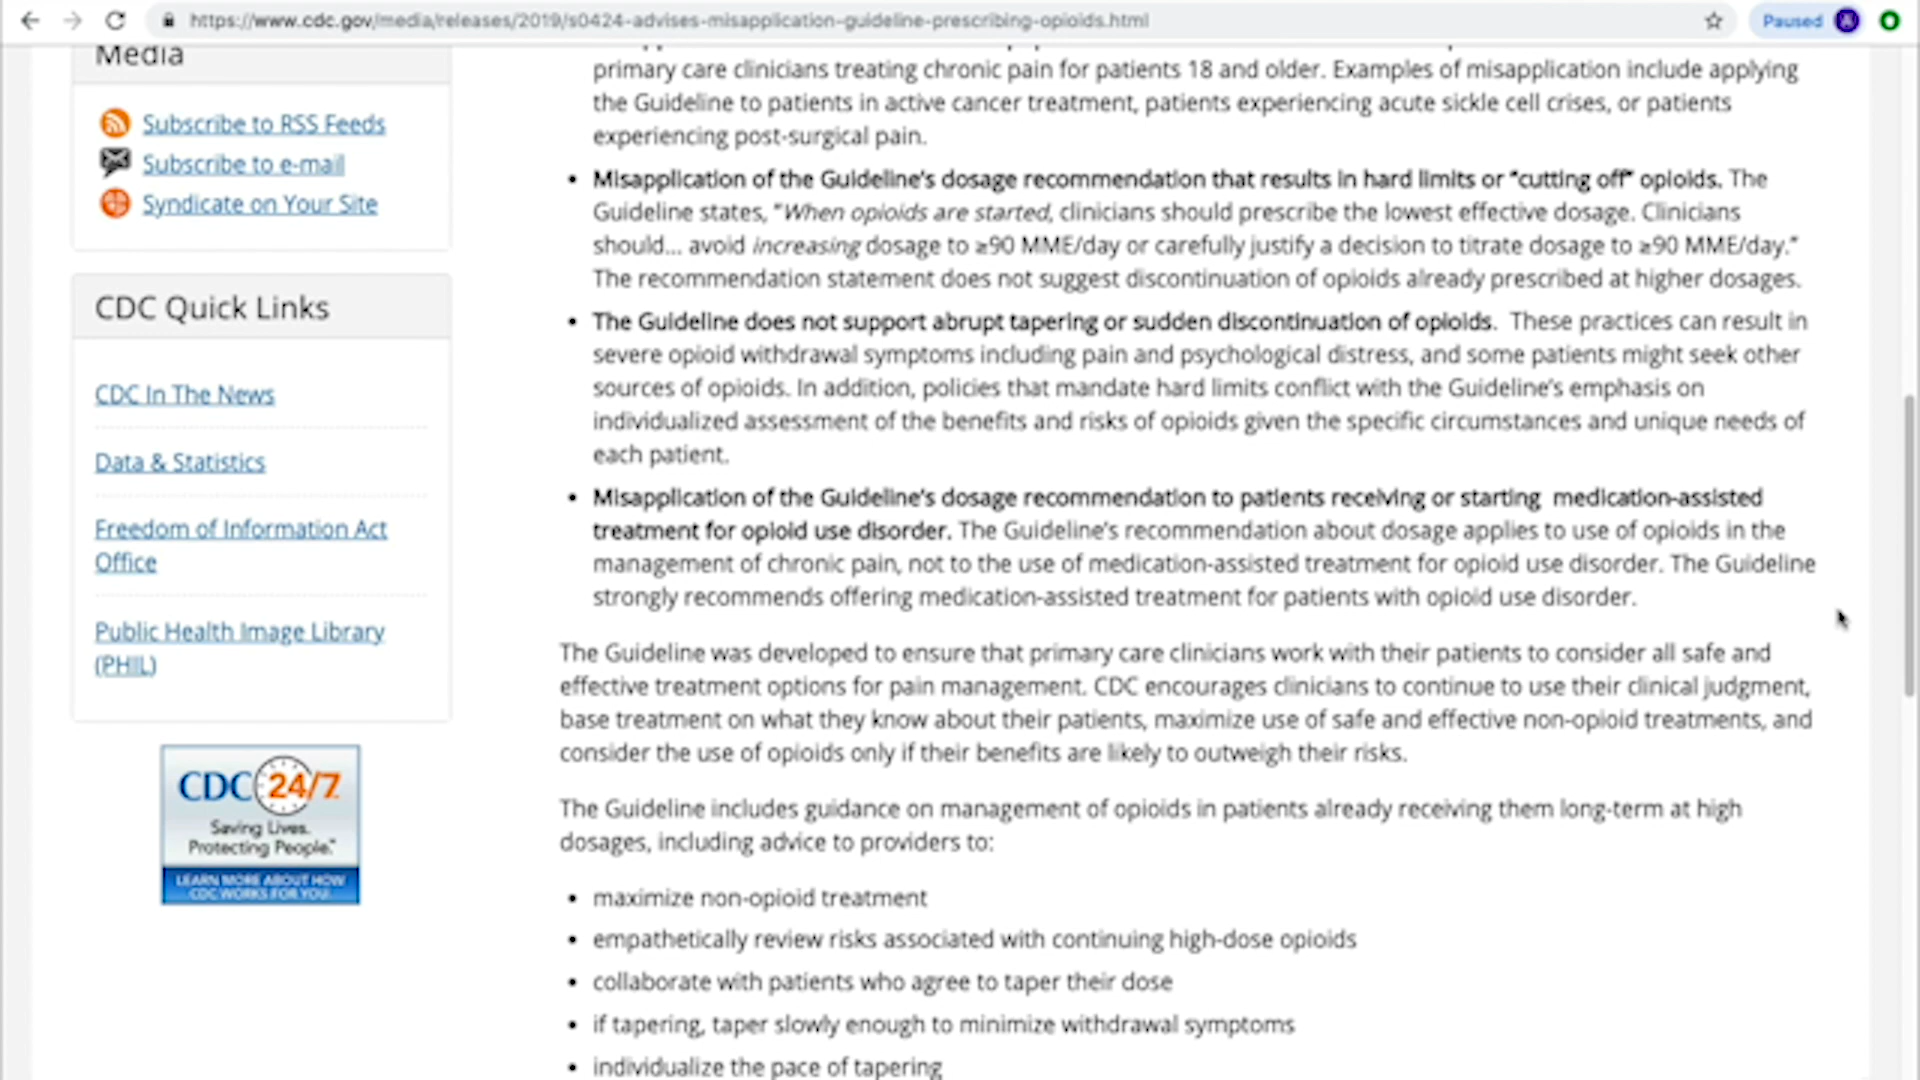 https://www.cdc.gov/media/releases/2019/s0424-advises-misapplication-guideline-prescribing-opioids.html
Paused
Media
Subscribe to RSS Feeds
Subscribe to e-mail
Syndicate on Your Site
CDC Quick Links
CDC In The News
Data & Statistics
Freedom of Information Act
Office
Public Health Image Library
(PHIL)
CDC 24/7
Saving Lives.
Protecting People.™
LEARN MORE ABOUT HOW
CDC WORKS FOR YOU.
primary care clinicians treating chronic pain for patients 18 and older. Examples of misapplication include applying
the Guideline to patients in active cancer treatment, patients experiencing acute sickle cell crises, or patients
experiencing post-surgical pain.
• Misapplication of the Guideline's dosage recommendation that results in hard limits or "cutting off" opioids. The
Guideline states, "When opioids are started, clinicians should prescribe the lowest effective dosage. Clinicians
should... avoid increasing dosage to ≥90 MME/day or carefully justify a decision to titrate dosage to ≥90 MME/day."
The recommendation statement does not suggest discontinuation of opioids already prescribed at higher dosages.
• The Guideline does not support abrupt tapering or sudden discontinuation of opioids. These practices can result in
severe opioid withdrawal symptoms including pain and psychological distress, and some patients might seek other
sources of opioids. In addition, policies that mandate hard limits conflict with the Guideline's emphasis on
individualized assessment of the benefits and risks of opioids given the specific circumstances and unique needs of
each patient.
• Misapplication of the Guideline's dosage recommendation to patients receiving or starting medication-assisted
treatment for opioid use disorder. The Guideline's recommendation about dosage applies to use of opioids in the
management of chronic pain, not to the use of medication-assisted treatment for opioid use disorder. The Guideline
strongly recommends offering medication-assisted treatment for patients with opioid use disorder.
The Guideline was developed to ensure that primary care clinicians work with their patients to consider all safe and
effective treatment options for pain management. CDC encourages clinicians to continue to use their clinical judgment,
base treatment on what they know about their patients, maximize use of safe and effective non-opioid treatments, and
consider the use of opioids only if their benefits are likely to outweigh their risks.
The Guideline includes guidance on management of opioids in patients already receiving them long-term at high
dosages, including advice to providers to:
• maximize non-opioid treatment
• empathetically review risks associated with continuing high-dose opioids
• collaborate with patients who agree to taper their dose
• if tapering, taper slowly enough to minimize withdrawal symptoms
• individualize the pace of tapering